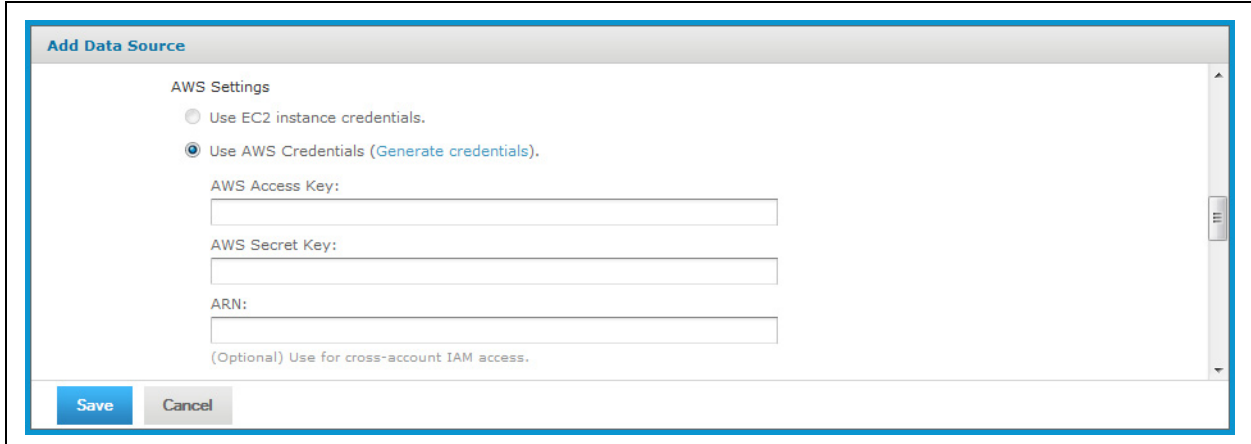 Add Data Source
AWS Settings
Use EC2 instance credentials.
Use AWS Credentials (Generate credentials).
AWS Access Key:
AWS Secret Key:
ARN:
(Optional) Use for cross-account IAM access.
Save Cancel